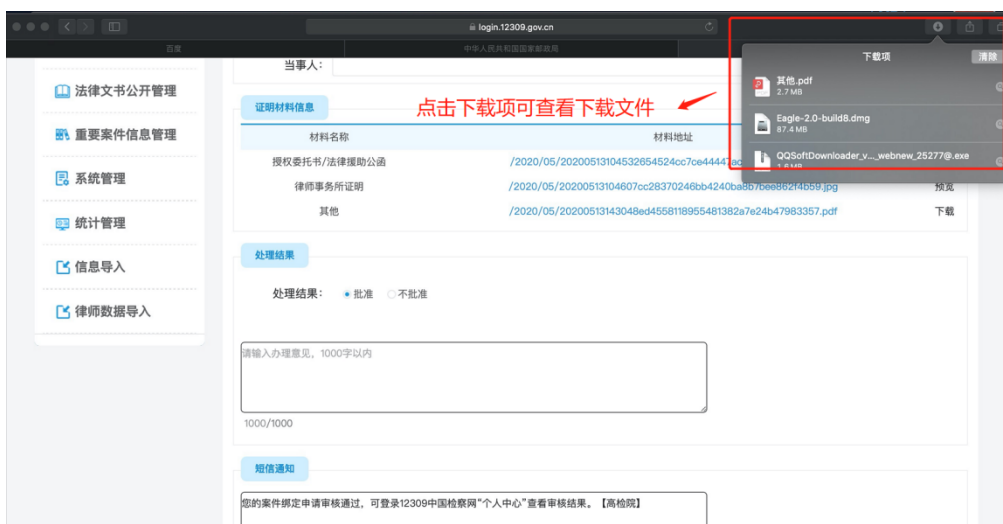 login.12309.gov.cn
百度
中华人民共和国国家邮政局
下载项
清除
其他.pdf
2.7 MB
Eagle-2.0-build8.dmg
87.4 MB
QQSoftDownloader_v..._webnew_25277@.exe
1.6 MB
点击下载项可查看下载文件
法律文书公开管理
重要案件信息管理
系统管理
统计管理
信息导入
律师数据导入
当事人：
证明材料信息
材料名称
材料地址
授权委托书/法律援助公函
律师事务所证明
/2020/05/20200513104607cc28370246bb4240ba8b7bee862f4b59.jpg
预览
其他
/2020/05/20200513143048ed4558118955481382a7e24b47983357.pdf
下载
处理结果
处理结果：
批准
不批准
请输入办理意见，1000字以内
1000/1000
短信通知
您的案件绑定申请审核通过，可登录12309中国检察网“个人中心”查看审核结果。【高检院】